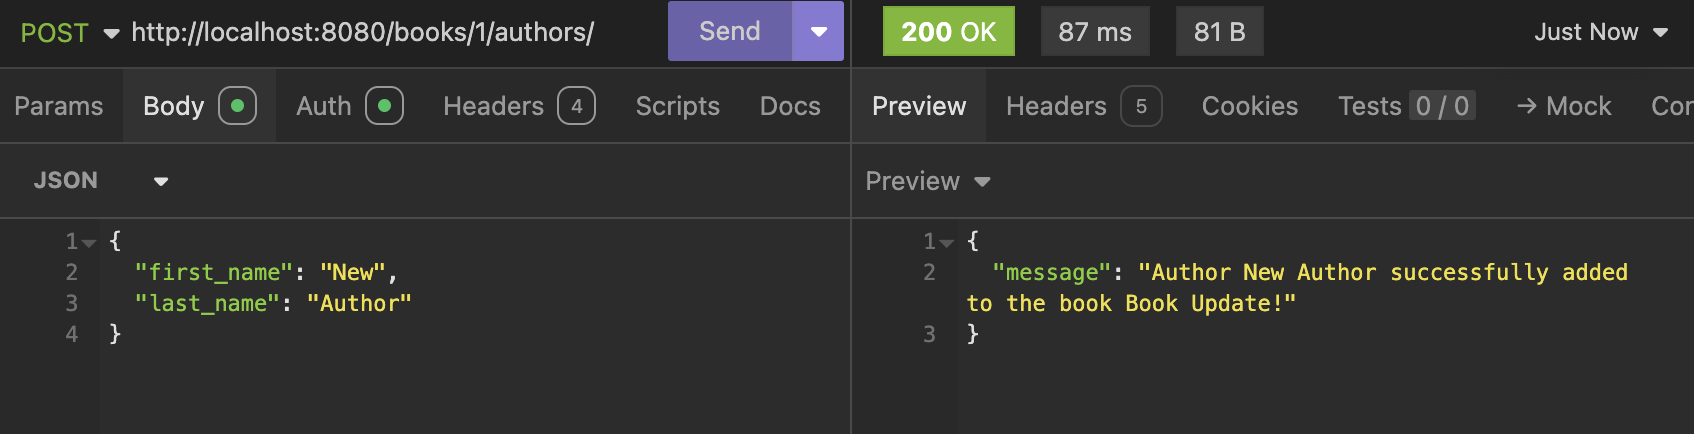 POST http://localhost:8080/books/1/authors/ Send 200 OK 87 ms 81 B Just Now
Params Body Auth Headers 4 Scripts Docs Preview Headers 5 Cookies Tests 0 / 0 → Mock Cor
JSON
1 {
2 "first_name": "New",
3 "last_name": "Author"
4 }
Preview
1 {
2 "message": "Author New Author successfully added
to the book Book Update!"
3 }